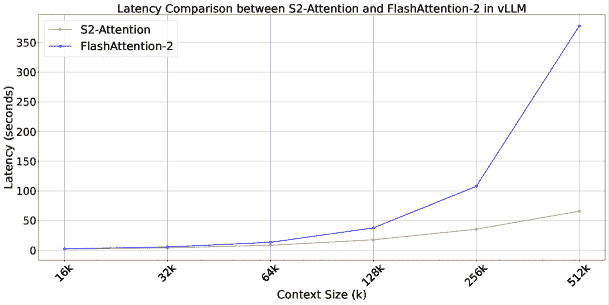 Latency Comparison between S2-Attention and FlashAttention-2 in vLLM
S2-Attention
FlashAttention-2
Latency (seconds)
350
300
250
200
150
100
50
0
16k
32k
64k
128k
256k
512k
Context Size (k)